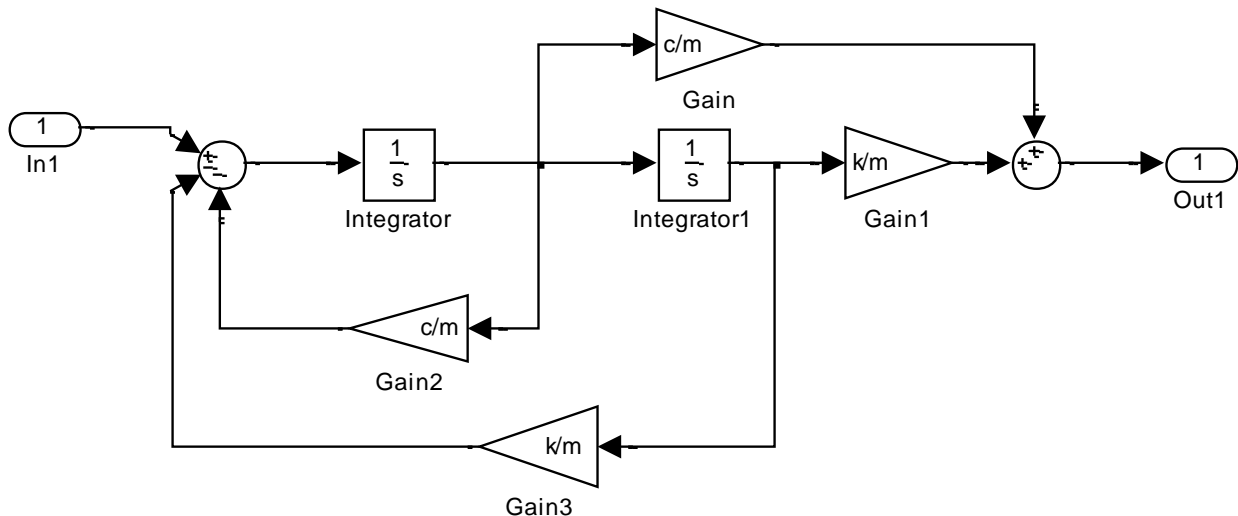 c/m
Gain
1
In1
1
s
Integrator
1
s
Integrator1
k/m
Gain1
1
Out1
c/m
Gain2
k/m
Gain3